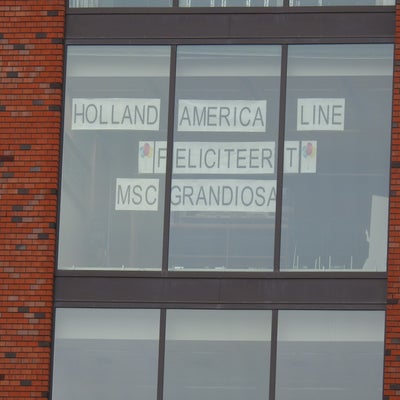 HOLLAND AMERICA LINE
FELICITEERT
MSC GRANDIOSA